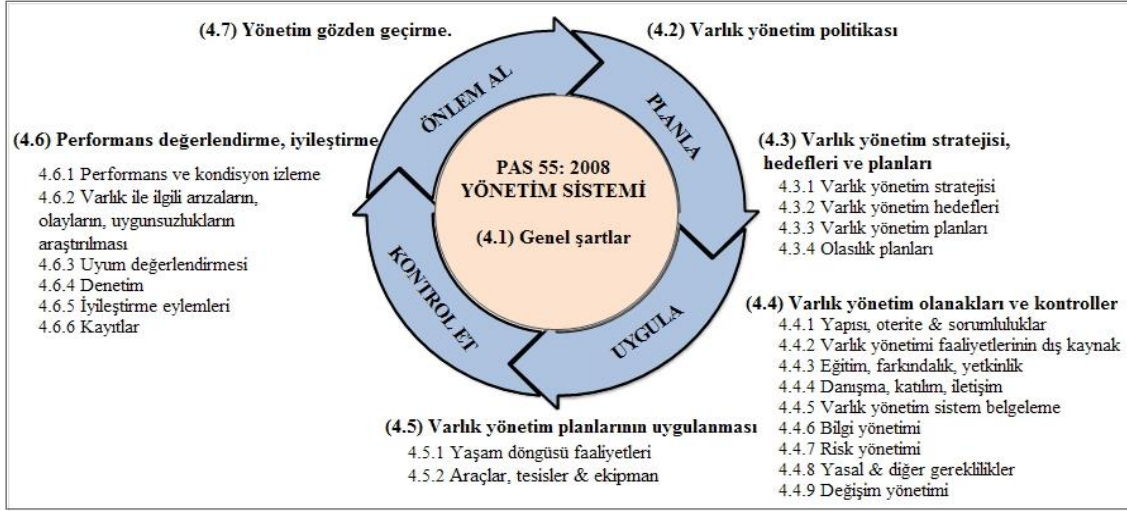 (4.7) Yönetim gözden geçirme.
(4.2) Varlık yönetim politikası
ÖNLEM AL
PLANLA
UYGULA
KONTROL ET
PAS 55: 2008
YÖNETİM SİSTEMİ
(4.1) Genel şartlar
(4.3) Varlık yönetim stratejisi,
hedefleri ve planları
4.3.1 Varlık yönetim stratejisi
4.3.2 Varlık yönetim hedefleri
4.3.3 Varlık yönetim planları
4.3.4 Olasılık planları
(4.4) Varlık yönetim olanakları ve kontroller
4.4.1 Yapısı, oterite & sorumluluklar
4.4.2 Varlık yönetimi faaliyetlerinin dış kaynak
4.4.3 Eğitim, farkındalık, yetkinlik
4.4.4 Danışma, katılım, iletişim
4.4.5 Varlık yönetim sistem belgeleme
4.4.6 Bilgi yönetimi
4.4.7 Risk yönetimi
4.4.8 Yasal & diğer gereklilikler
4.4.9 Değişim yönetimi
(4.5) Varlık yönetim planlarının uygulanması
4.5.1 Yaşam döngüsü faaliyetleri
4.5.2 Araçlar, tesisler & ekipman
(4.6) Performans değerlendirme, iyileştirme
4.6.1 Performans ve kondisyon izleme
4.6.2 Varlık ile ilgili arızaların,
olayların, uygunsuzlukların
araştırılması
4.6.3 Uyum değerlendirmesi
4.6.4 Denetim
4.6.5 İyileştirme eylemleri
4.6.6 Kayıtlar